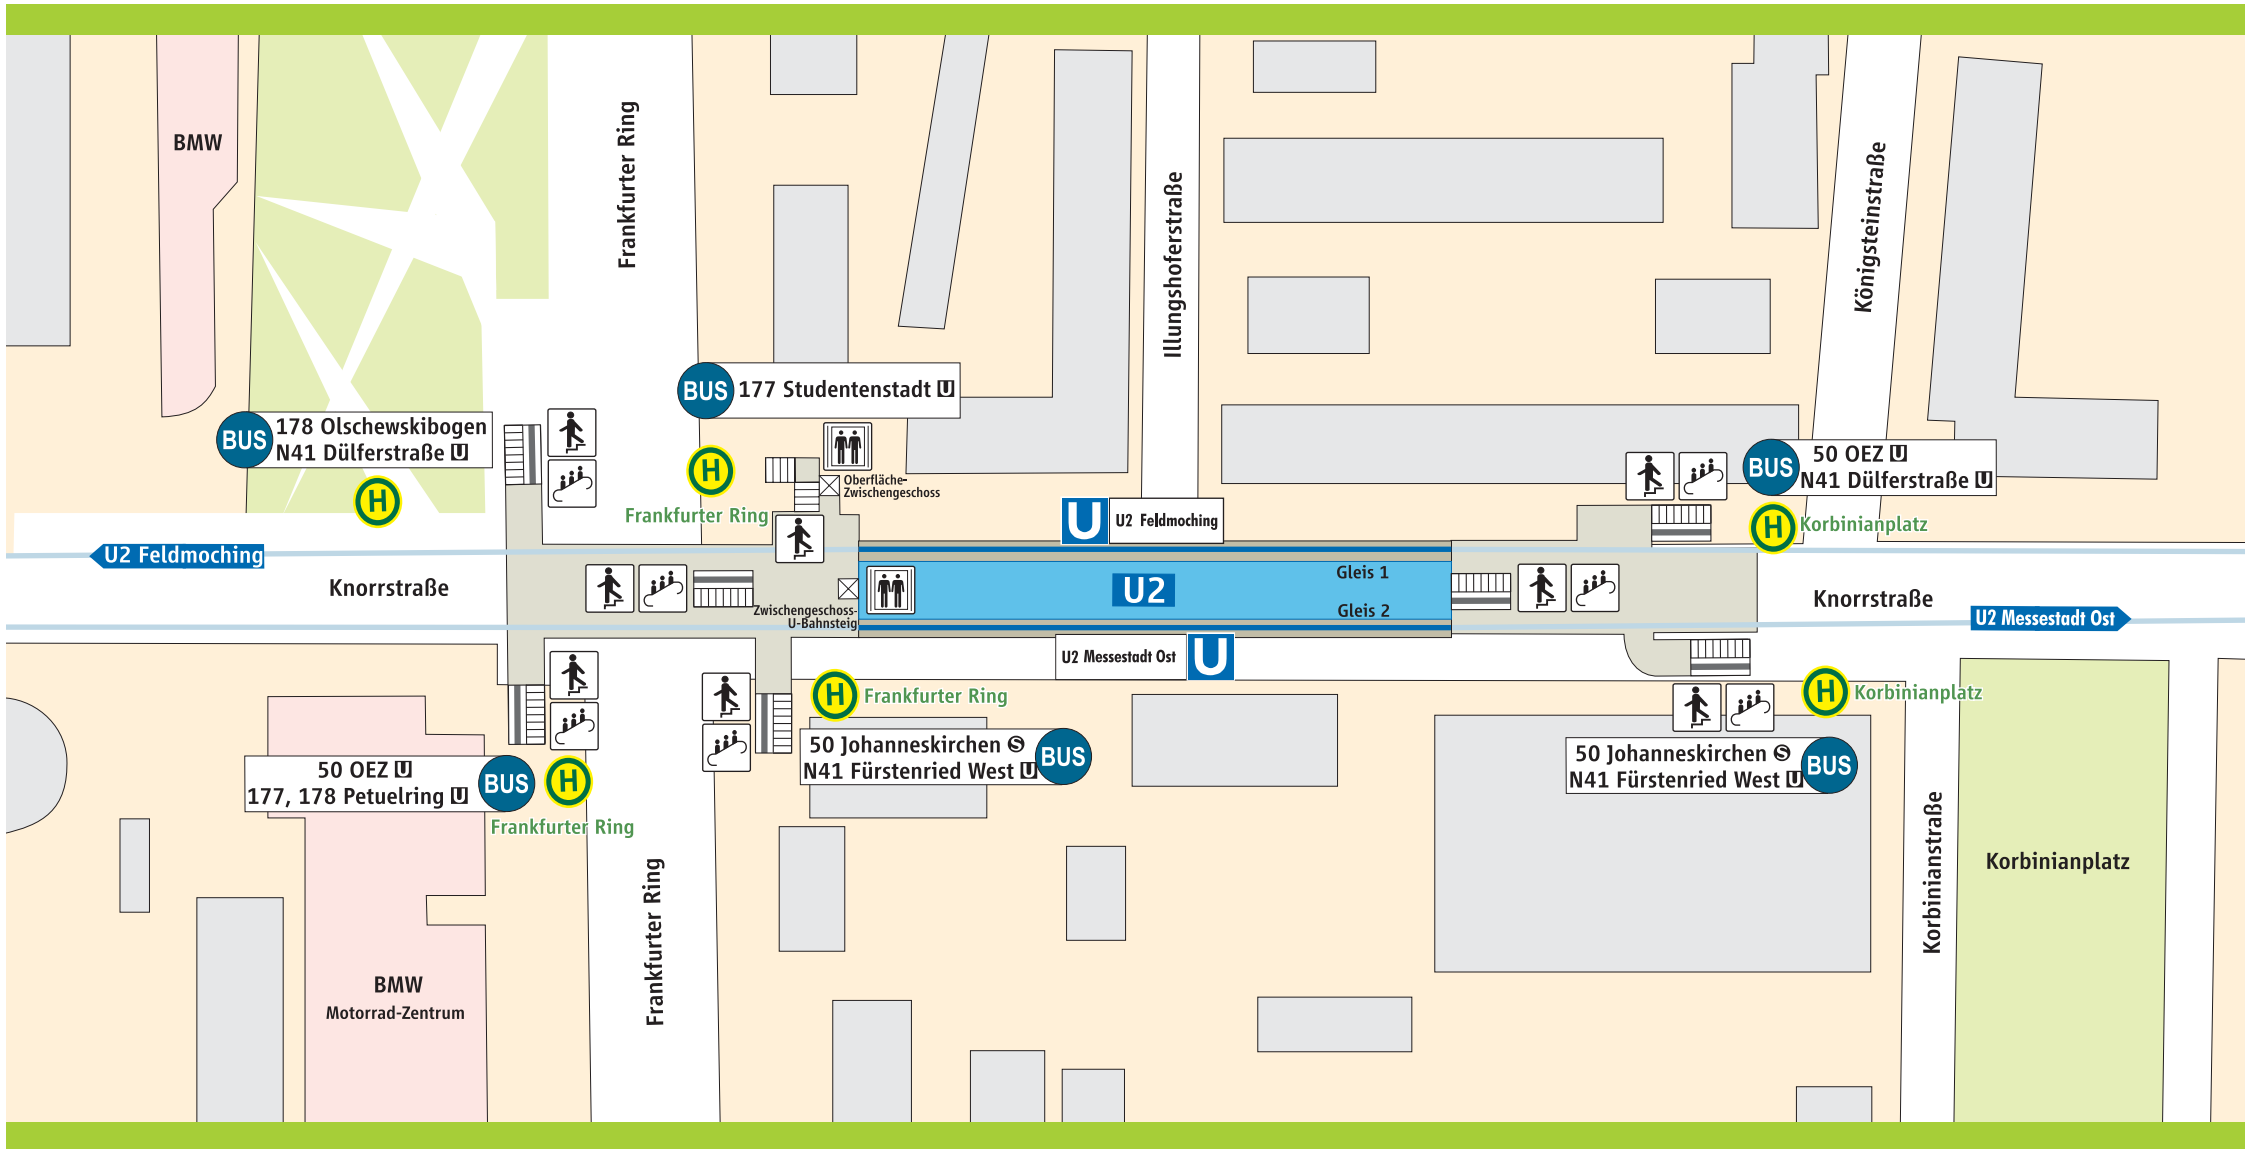 BMW
Frankfurter Ring
Illungshoferstraße
Königsteinstraße
BUS 177 Studentenstadt U
BUS 178 Olschewskibogen
N41 Dülferstraße U
H
H
Frankfurter Ring
Oberfläche-
Zwischengeschoss
BUS 50 OEZ U
N41 Dülferstraße U
H Korbinianplatz
U U2 Feldmoching
U2 Feldmoching
Knorrstraße
Zwischengeschoss-
U-Bahnsteig
U2
Gleis 1
Gleis 2
Knorrstraße
U2 Messestadt Ost
U2 Messestadt Ost U
H Frankfurter Ring
50 Johanneskirchen S
N41 Fürstenried West U BUS
H Korbinianplatz
50 Johanneskirchen S
N41 Fürstenried West U BUS
50 OEZ U
177, 178 Petuelring U BUS
H
Frankfurter Ring
Frankfurter Ring
BMW
Motorrad-Zentrum
Korbinianstraße
Korbinianplatz